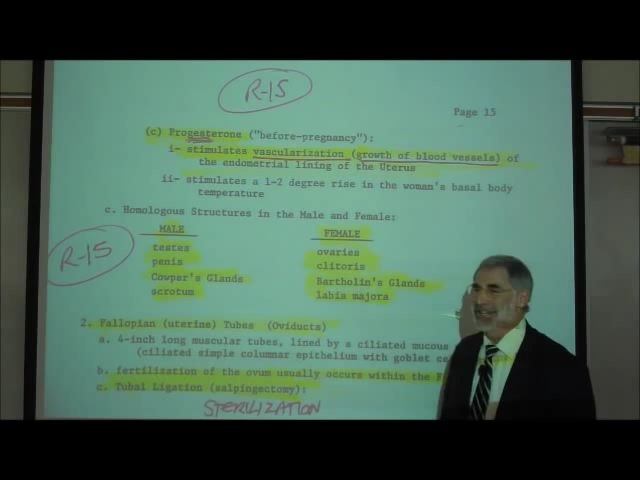 R-15
Page 15
(c) Progesterone ("before-pregnancy"):
i- stimulates vascularization (growth of blood vessels) of
the endometrial lining of the Uterus
ii- stimulates a 1-2 degree rise in the woman's basal body
temperature
c. Homologous Structures in the Male and Female:
MALE FEMALE
R-15
testes ovaries
penis clitoris
Cowper's Glands Bartholin's Glands
scrotum labia majora
2. Fallopian (uterine) Tubes (Oviducts)
a. 4-inch long muscular tubes, lined by a ciliated mucous
(ciliated simple columnar epithelium with goblet
b. fertilization of the ovum usually occurs within the
c. Tubal Ligation (salpingectomy):
STERILIZATION